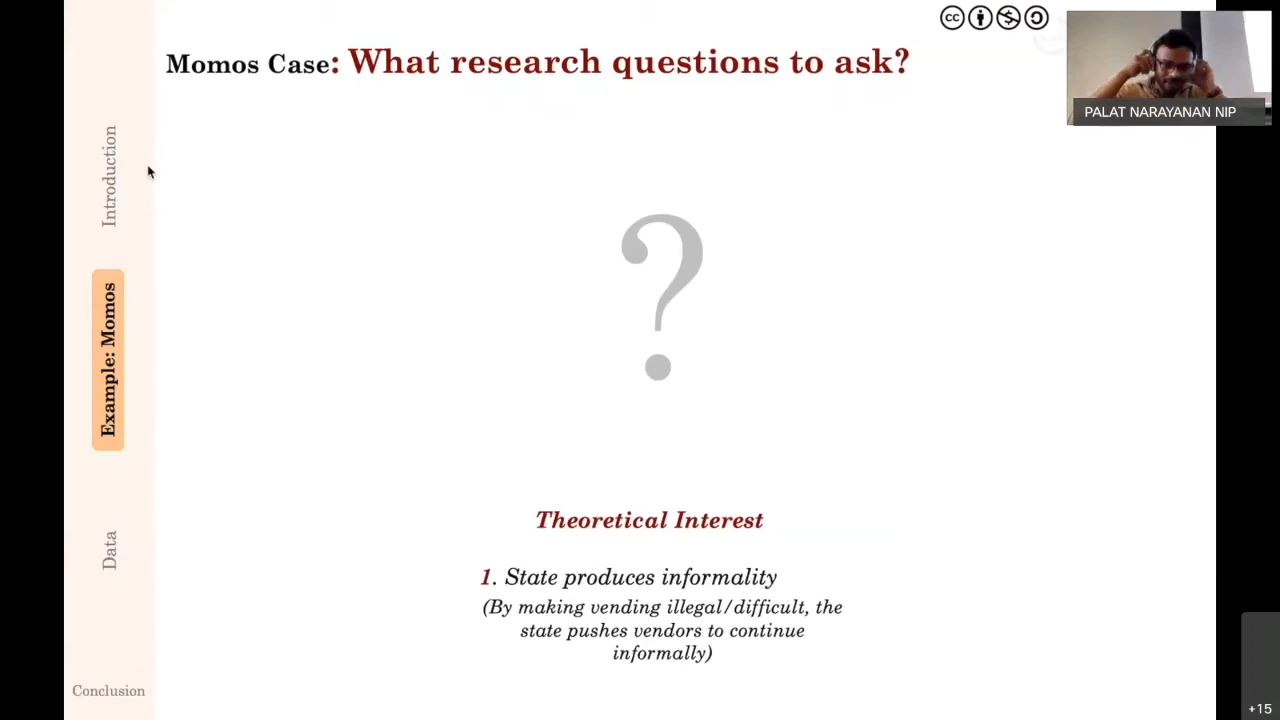 Momos Case: What research questions to ask?
cc
PALAT NARAYANAN NIP
Introduction
Example: Momos
Data
Conclusion
?
Theoretical Interest
1. State produces informality
(By making vending illegal/difficult, the
state pushes vendors to continue
informally)
+15